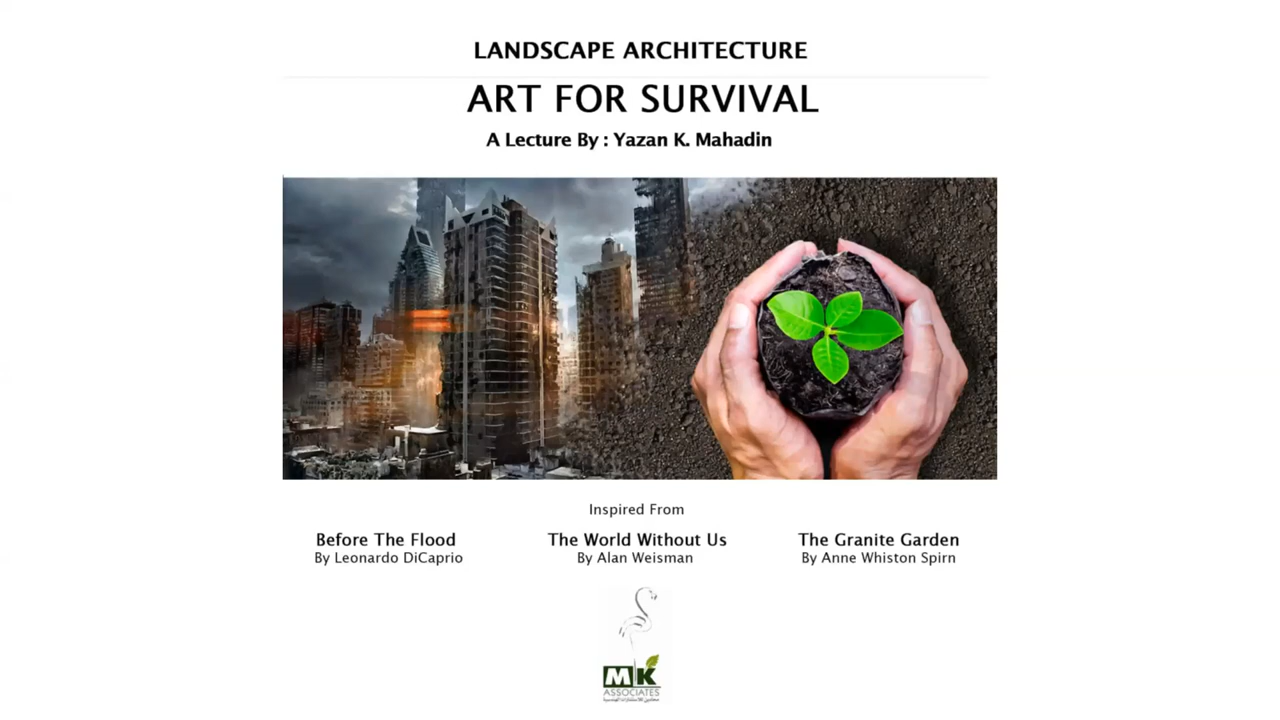 LANDSCAPE ARCHITECTURE
ART FOR SURVIVAL
A Lecture By : Yazan K. Mahadin
Inspired From
Before The Flood
By Leonardo DiCaprio
The World Without Us
By Alan Weisman
The Granite Garden
By Anne Whiston Spirn
MK
ASSOCIATES